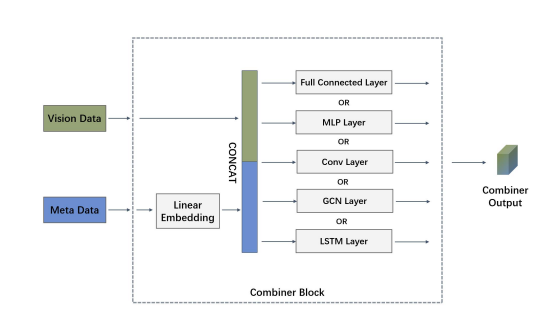 Vision Data
Meta Data
Linear
Embedding
CONCAT
Full Connected Layer
OR
MLP Layer
OR
Conv Layer
OR
GCN Layer
OR
LSTM Layer
Combiner
Output
Combiner Block